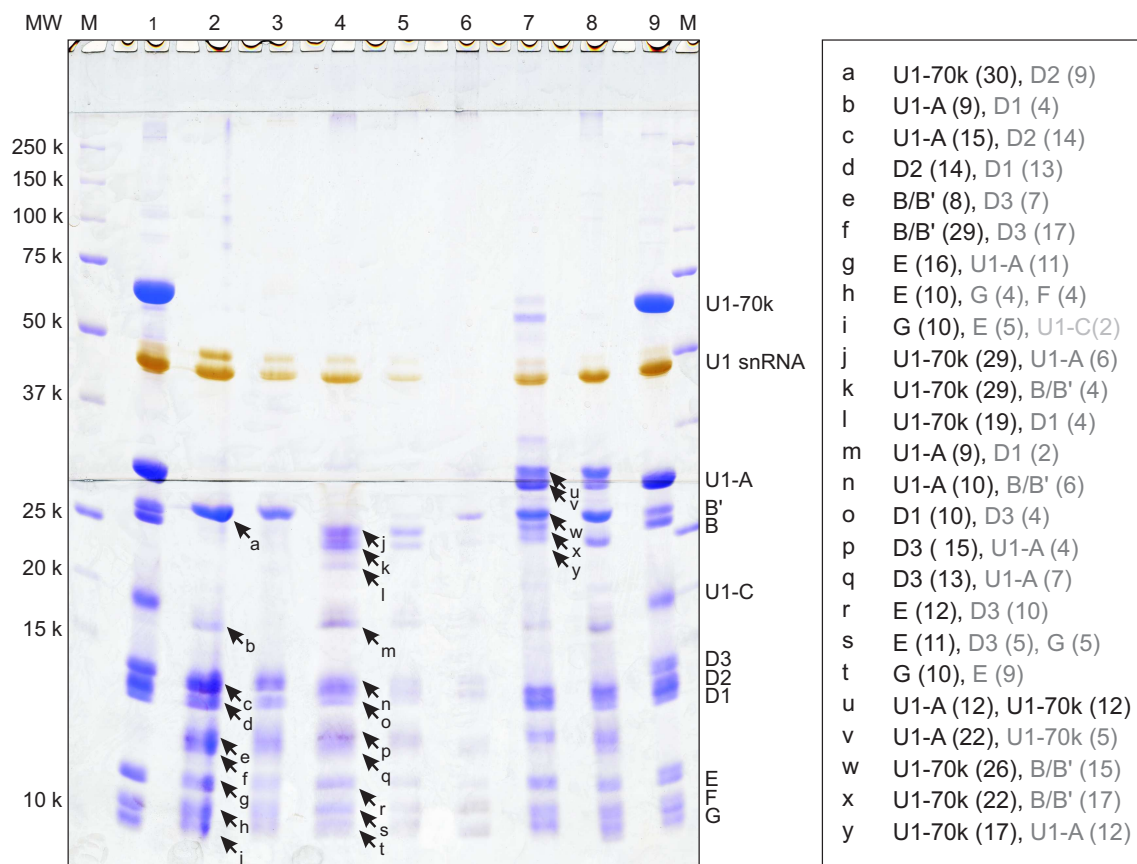 MW M 1 2 3 4 5 6 7 8 9 M
250 k
150 k
100 k
75 k
50 k
37 k
25 k
20 k
15 k
10 k
U1-70k
U1 snRNA
U1-A
B'
B
U1-C
D3
D2
D1
E
F
G
a
b
c
d
e
f
g
h
i
j
k
l
m
n
o
p
q
r
s
t
u
v
w
x
y
a U1-70k (30), D2 (9)
b U1-A (9), D1 (4)
c U1-A (15), D2 (14)
d D2 (14), D1 (13)
e B/B' (8), D3 (7)
f B/B' (29), D3 (17)
g E (16), U1-A (11)
h E (10), G (4), F (4)
i G (10), E (5), U1-C(2)
j U1-70k (29), U1-A (6)
k U1-70k (29), B/B' (4)
l U1-70k (19), D1 (4)
m U1-A (9), D1 (2)
n U1-A (10), B/B' (6)
o D1 (10), D3 (4)
p D3 ( 15), U1-A (4)
q D3 (13), U1-A (7)
r E (12), D3 (10)
s E (11), D3 (5), G (5)
t G (10), E (9)
u U1-A (12), U1-70k (12)
v U1-A (22), U1-70k (5)
w U1-70k (26), B/B' (15)
x U1-70k (22), B/B' (17)
y U1-70k (17), U1-A (12)